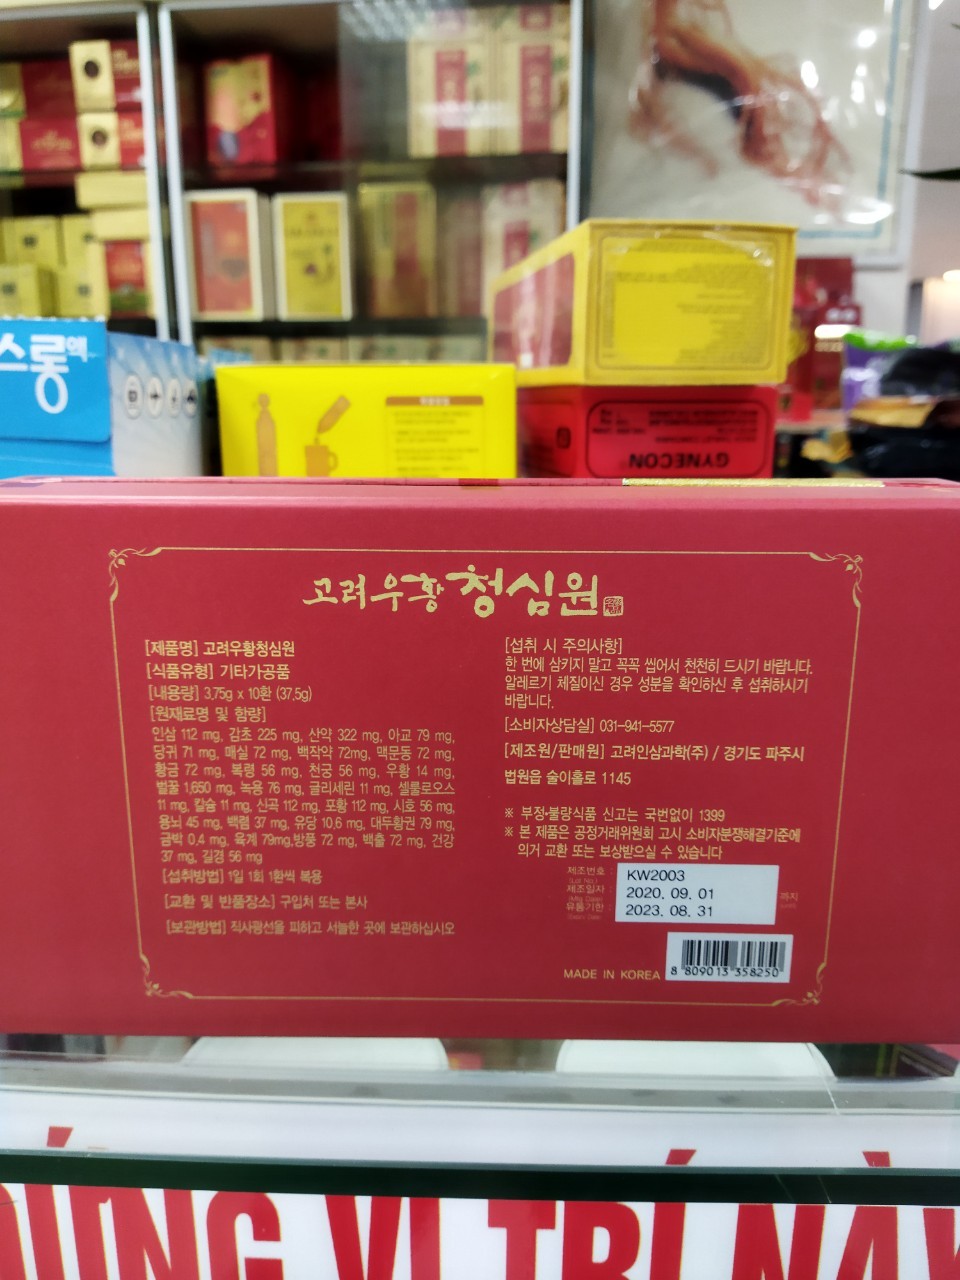 스롱액
GYNECON®
고려우황청심원
[제품명] 고려우황청심원
[식품유형] 기타가공품
[내용량] 3.75g x 10환 (37.5g)
[원재료명 및 함량]
인삼 112 mg, 감초 225 mg, 산약 322 mg, 아교 79 mg,
당귀 71 mg, 매실 72 mg, 백작약 72mg, 맥문동 72 mg,
황금 72 mg, 복령 56 mg, 천궁 56 mg, 우황 14 mg,
벌꿀 1,650 mg, 녹용 76 mg, 글리세린 11 mg, 셀룰로오스
11 mg, 칼슘 11 mg, 신곡 112 mg, 포황 112 mg, 시호 56 mg,
용뇌 45 mg, 백렴 37 mg, 유당 10.6 mg, 대두황권 79 mg,
금박 0.4 mg, 육계 79mg,방풍 72 mg, 백출 72 mg, 건강
37 mg, 길경 56 mg
[섭취방법] 1일 1회 1환씩 복용
[교환 및 반품장소] 구입처 또는 본사
[보관방법] 직사광선을 피하고 서늘한 곳에 보관하십시오
[섭취 시 주의사항]
한 번에 삼키지 말고 꼭꼭 씹어서 천천히 드시기 바랍니다.
알레르기 체질이신 경우 성분을 확인하신 후 섭취하시기
바랍니다.
[소비자상담실] 031-941-5577
[제조원/판매원] 고려인삼과학(주) / 경기도 파주시
법원읍 술이홀로 1145
※ 부정·불량식품 신고는 국번없이 1399
※ 본 제품은 공정거래위원회 고시 소비자분쟁해결기준에
의거 교환 또는 보상받으실 수 있습니다
제조번호 : KW2003
(Lot No.)
제조일자 : 2020. 09. 01
(Mfg. Date)
유통기한 : 2023. 08. 31 까지
MADE IN KOREA
8 809013 358250
ĐÚNG VỊ TRÍ NÀY